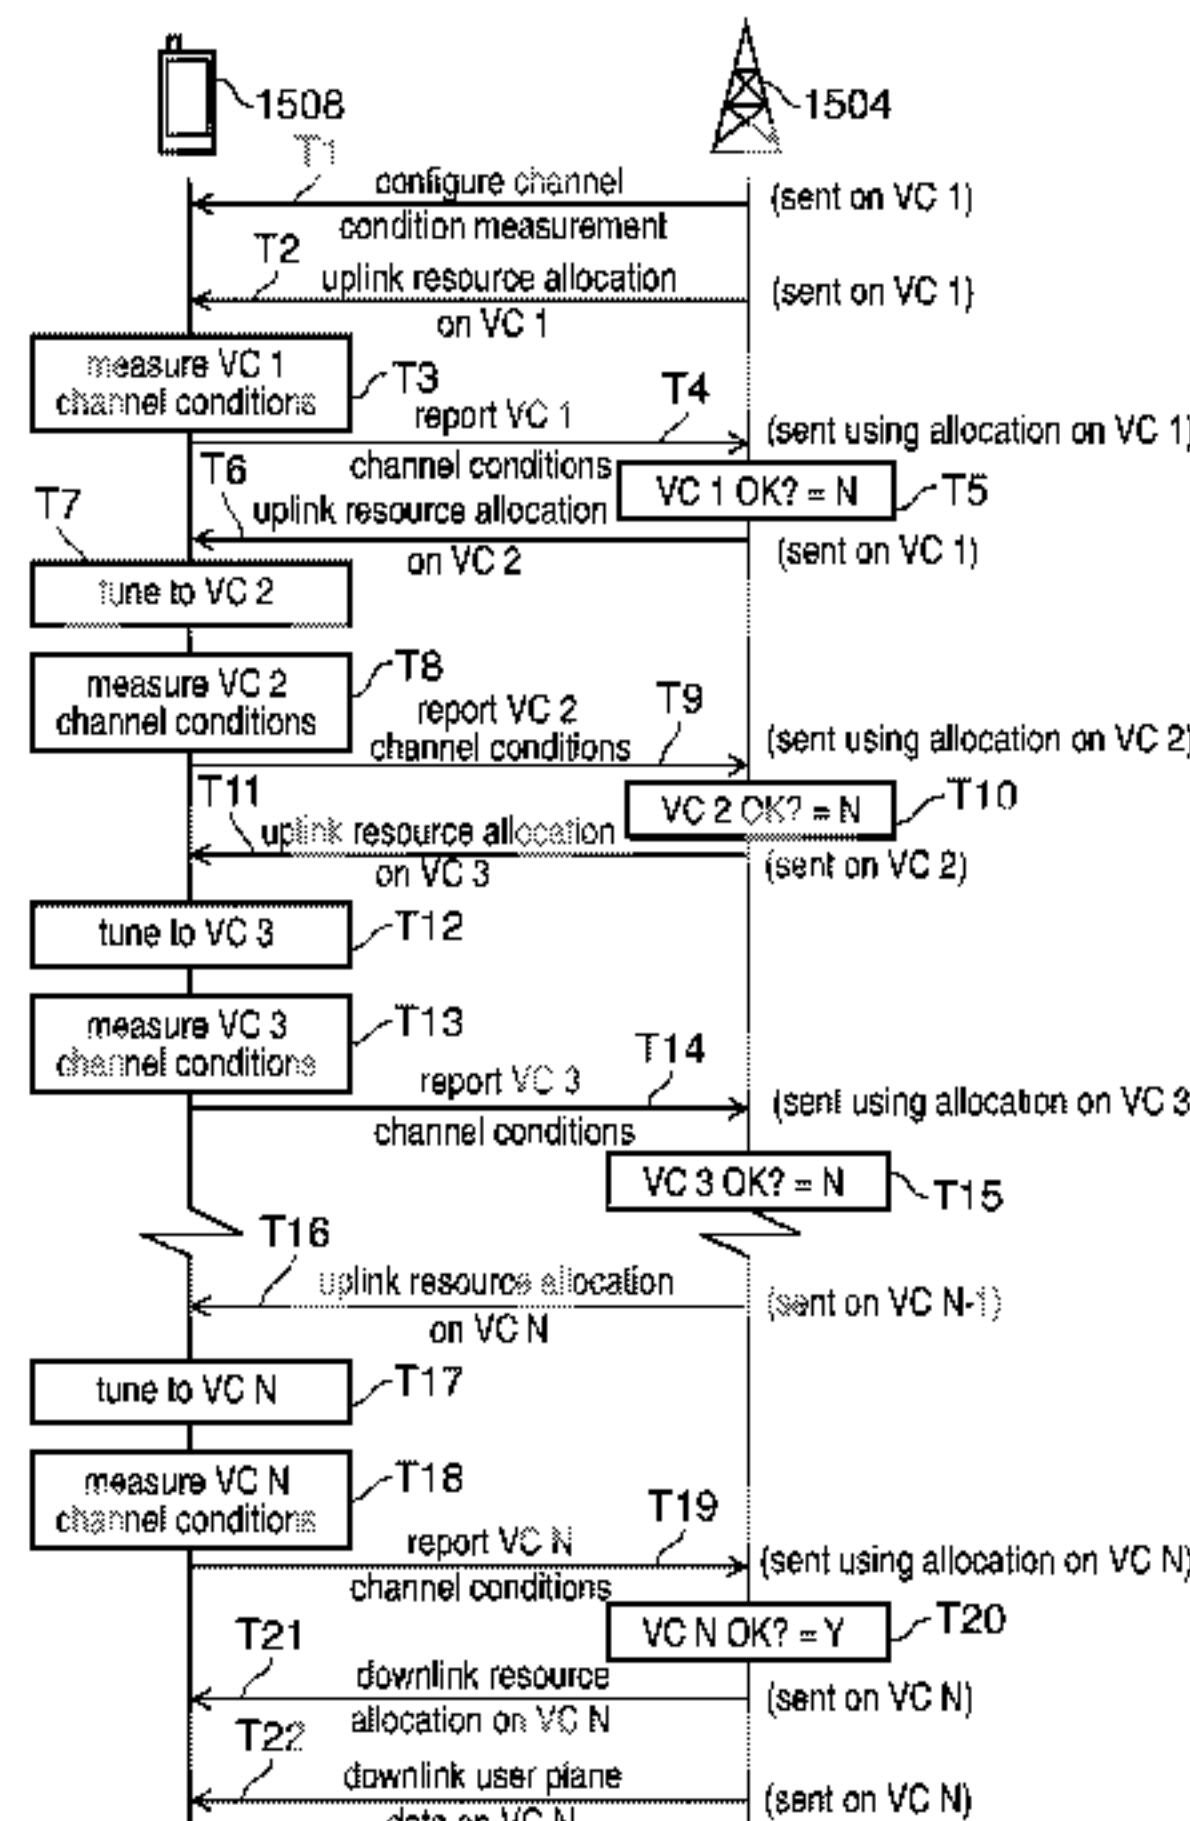 1508
1504
T1
configure channel
condition measurement
(sent on VC 1)
T2
uplink resource allocation
on VC 1
(sent on VC 1)
measure VC 1
channel conditions
T3
report VC 1
channel conditions
T4
(sent using allocation on VC 1)
VC 1 OK? = N
T5
T6
uplink resource allocation
on VC 2
(sent on VC 1)
T7
tune to VC 2
measure VC 2
channel conditions
T8
report VC 2
channel conditions
T9
(sent using allocation on VC 2)
VC 2 OK? = N
T10
T11
uplink resource allocation
on VC 3
(sent on VC 2)
tune to VC 3
T12
measure VC 3
channel conditions
T13
report VC 3
channel conditions
T14
(sent using allocation on VC 3
VC 3 OK? = N
T15
T16
uplink resource allocation
on VC N
(sent on VC N-1)
tune to VC N
T17
measure VC N
channel conditions
T18
report VC N
channel conditions
T19
(sent using allocation on VC N)
VC N OK? = Y
T20
T21
downlink resource
allocation on VC N
(sent on VC N)
T22
downlink user plane
data on VC N
(sent on VC N)